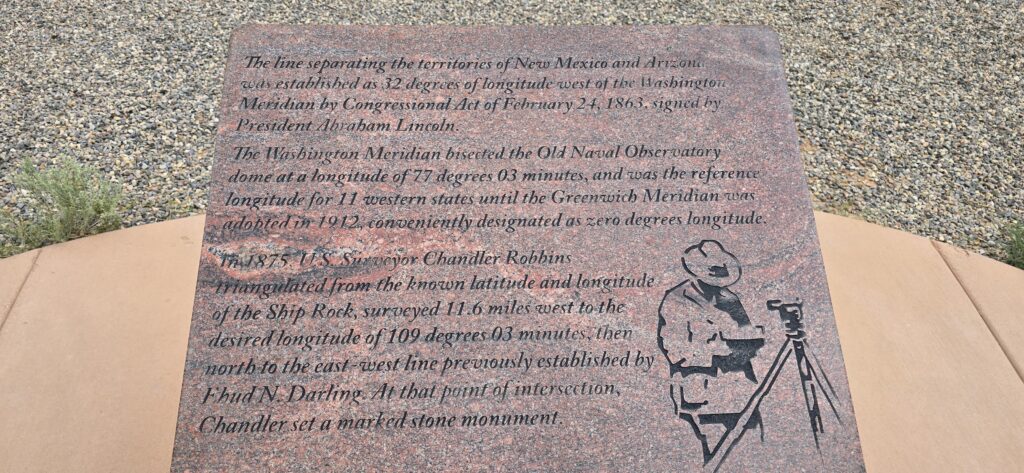 The line separating the territories of New Mexico and Arizona
was established as 32 degrees of longitude west of the Washington
Meridian by Congressional Act of February 24, 1863, signed by
President Abraham Lincoln.
The Washington Meridian bisected the Old Naval Observatory
dome at a longitude of 77 degrees 03 minutes, and was the reference
longitude for 11 western states until the Greenwich Meridian was
adopted in 1912, conveniently designated as zero degrees longitude.
In 1875, U.S. Surveyor Chandler Robbins
triangulated from the known latitude and longitude
of the Ship Rock, surveyed 11.6 miles west to the
desired longitude of 109 degrees 03 minutes, then
north to the east-west line previously established by
Ehud N. Darling. At that point of intersection,
Chandler set a marked stone monument.